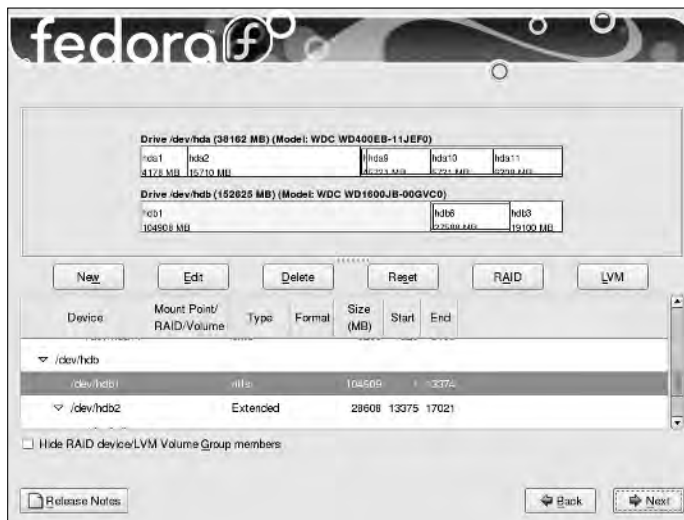 fedora
Drive /dev/hda (38162 MB) (Model: WDC WD400EB-11JEF0)
hda1 hda2 hda9 hda10 hda11
4178 MB 15710 MB
Drive /dev/hdb (152625 MB) (Model: WDC WD1600JB-00GVC0)
hdb1 hdb6 hdb3
104908 MB 19100 MB
New Edit Delete Reset RAID LVM
Device Mount Point/ RAID/Volume Type Format Size (MB) Start End
/dev/hdb
/dev/hdb1 ntfs 104909 1 13374
/dev/hdb2 Extended 28608 13375 17021
Hide RAID device/LVM Volume Group members
Release Notes Back Next